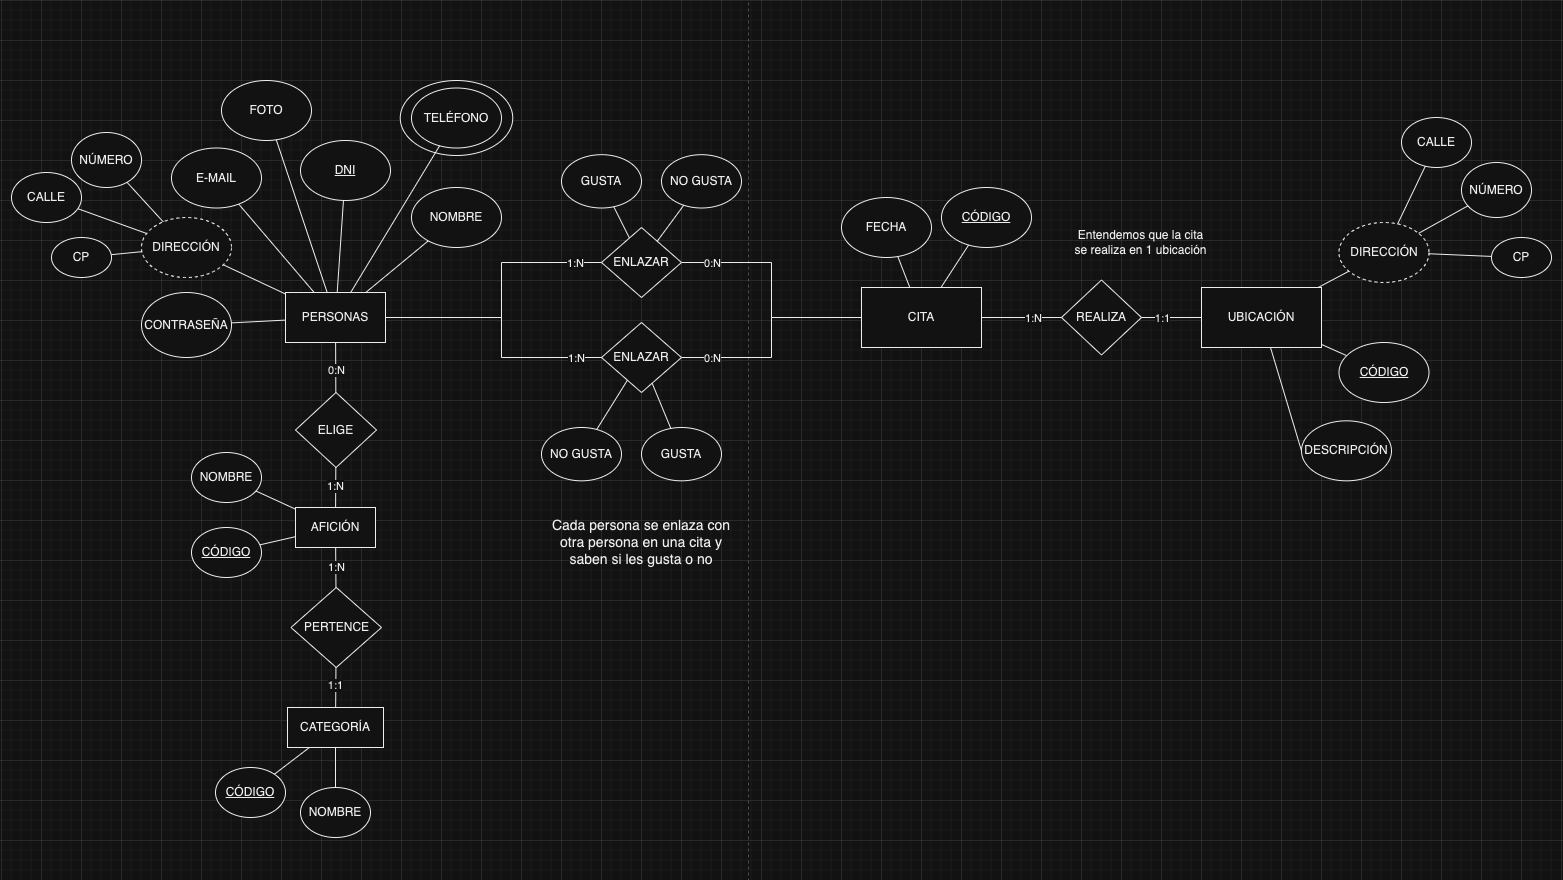 FOTO
TELÉFONO
NÚMERO
E-MAIL
DNI
CALLE
NOMBRE
DIRECCIÓN
CP
CONTRASEÑA
PERSONAS
GUSTA
NO GUSTA
1:N
ENLAZAR
0:N
1:N
ENLAZAR
0:N
NO GUSTA
GUSTA
Cada persona se enlaza con
otra persona en una cita y
saben si les gusta o no
0:N
ELIGE
1:N
NOMBRE
AFICIÓN
CÓDIGO
1:N
PERTENCE
1:1
CATEGORÍA
CÓDIGO
NOMBRE
FECHA
CÓDIGO
CITA
Entendemos que la cita
se realiza en 1 ubicación
1:N
REALIZA
1:1
UBICACIÓN
CALLE
NÚMERO
DIRECCIÓN
CP
CÓDIGO
DESCRIPCIÓN